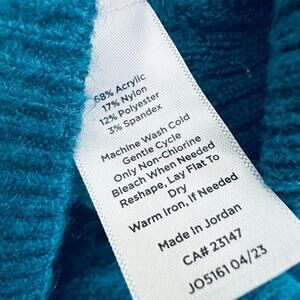 68% Acrylic
17% Nylon
12% Polyester
3% Spandex
Machine Wash Cold
Gentle Cycle
Only Non-Chlorine
Bleach When Needed
Reshape, Lay Flat To
Dry
Warm Iron, If Needed
Made in Jordan
CA# 23147
JO5161 04/23